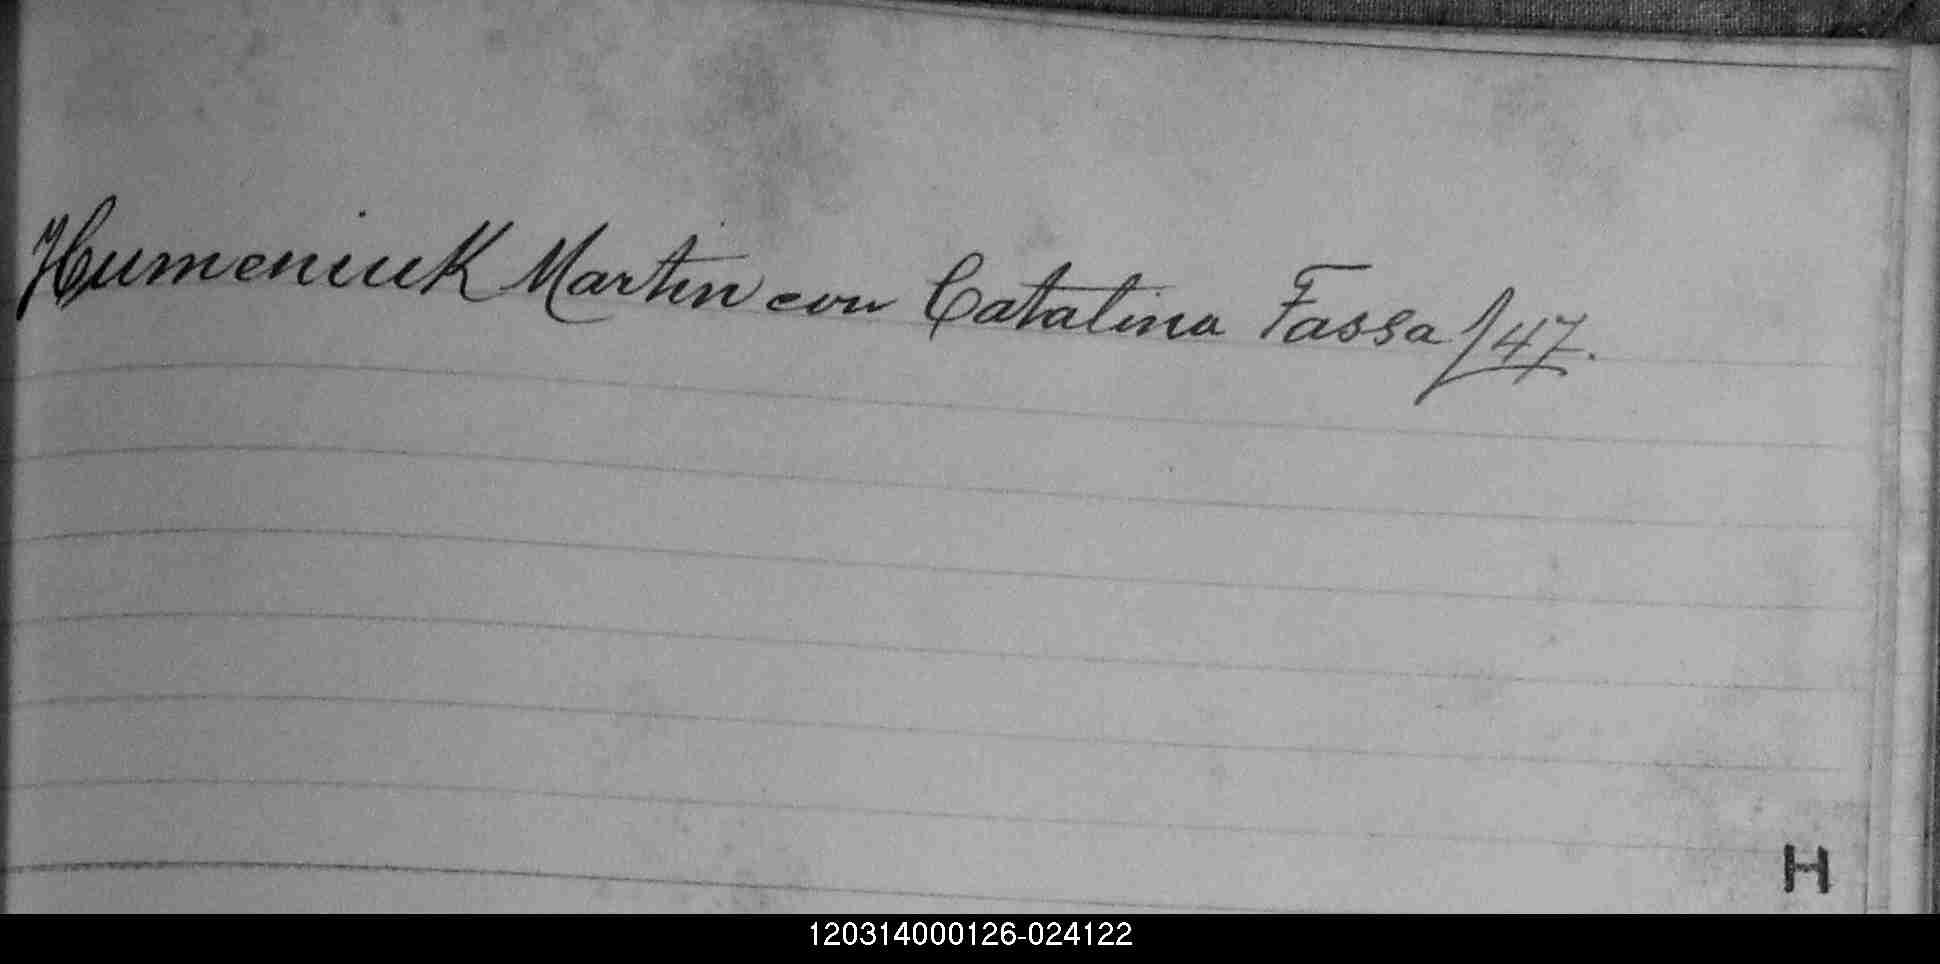 Humeniuk Martin con Catalina Fassa /47.
H
120314000126-024122